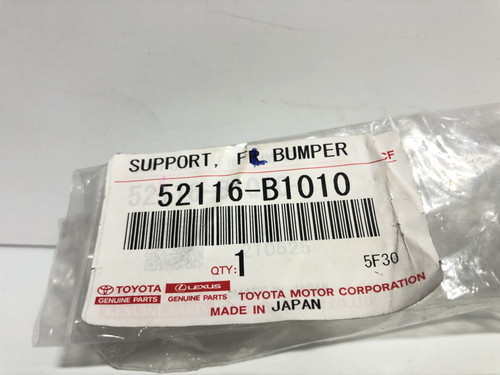 SUPPORT, FR BUMPER
CF
52116-B1010
QTY: 1
5F30
TOYOTA
GENUINE PARTS
LEXUS
GENUINE PARTS
TOYOTA MOTOR CORPORATION
MADE IN JAPAN